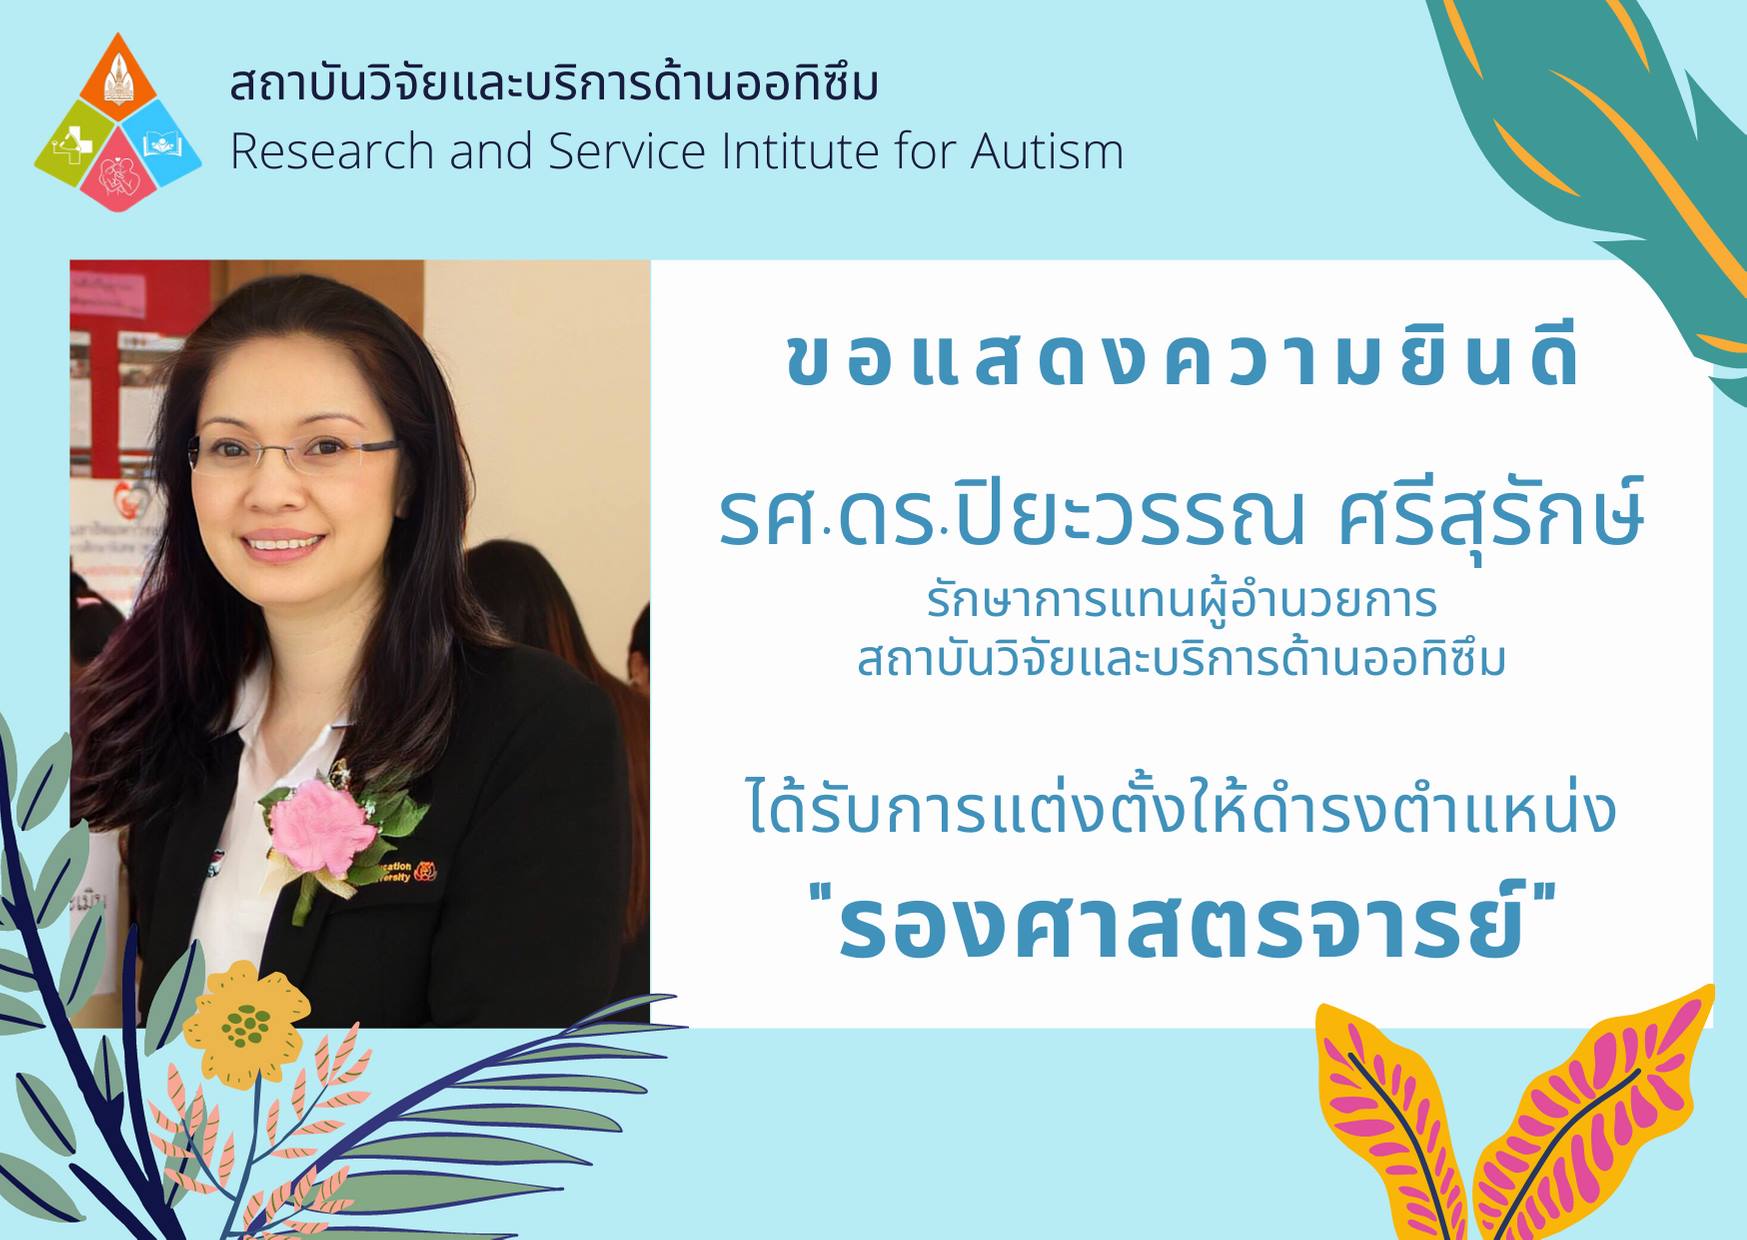 สถาบันวิจัยและบริการด้านออทิซึม
Research and Service Intitute for Autism
ขอแสดงความยินดี
รศ.ดร.ปิยะวรรณ ศรีสุรักษ์
รักษาการแทนผู้อำนวยการ
สถาบันวิจัยและบริการด้านออทิซึม
ได้รับการแต่งตั้งให้ดำรงตำแหน่ง
"รองศาสตรจารย์"
cation
ersity